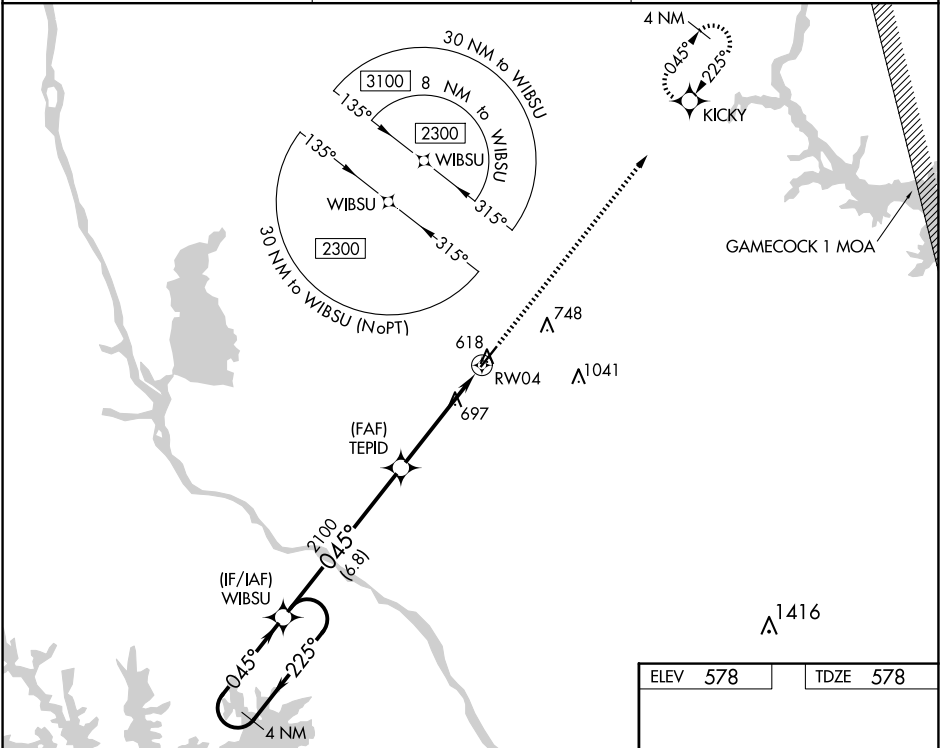 4 NM
045°
225°
KICKY
30 NM to WIBSU
3100
8 NM to WIBSU
135°
2300
WIBSU
315°
135°
WIBSU
315°
2300
30 NM to WIBSU (NoPT)
GAMECOCK 1 MOA
748
618
RW04
1041
697
(FAF)
TEPID
2100
045°
(6.8)
(IF/IAF)
WIBSU
045°
225°
4 NM
1416
ELEV 578
TDZE 578